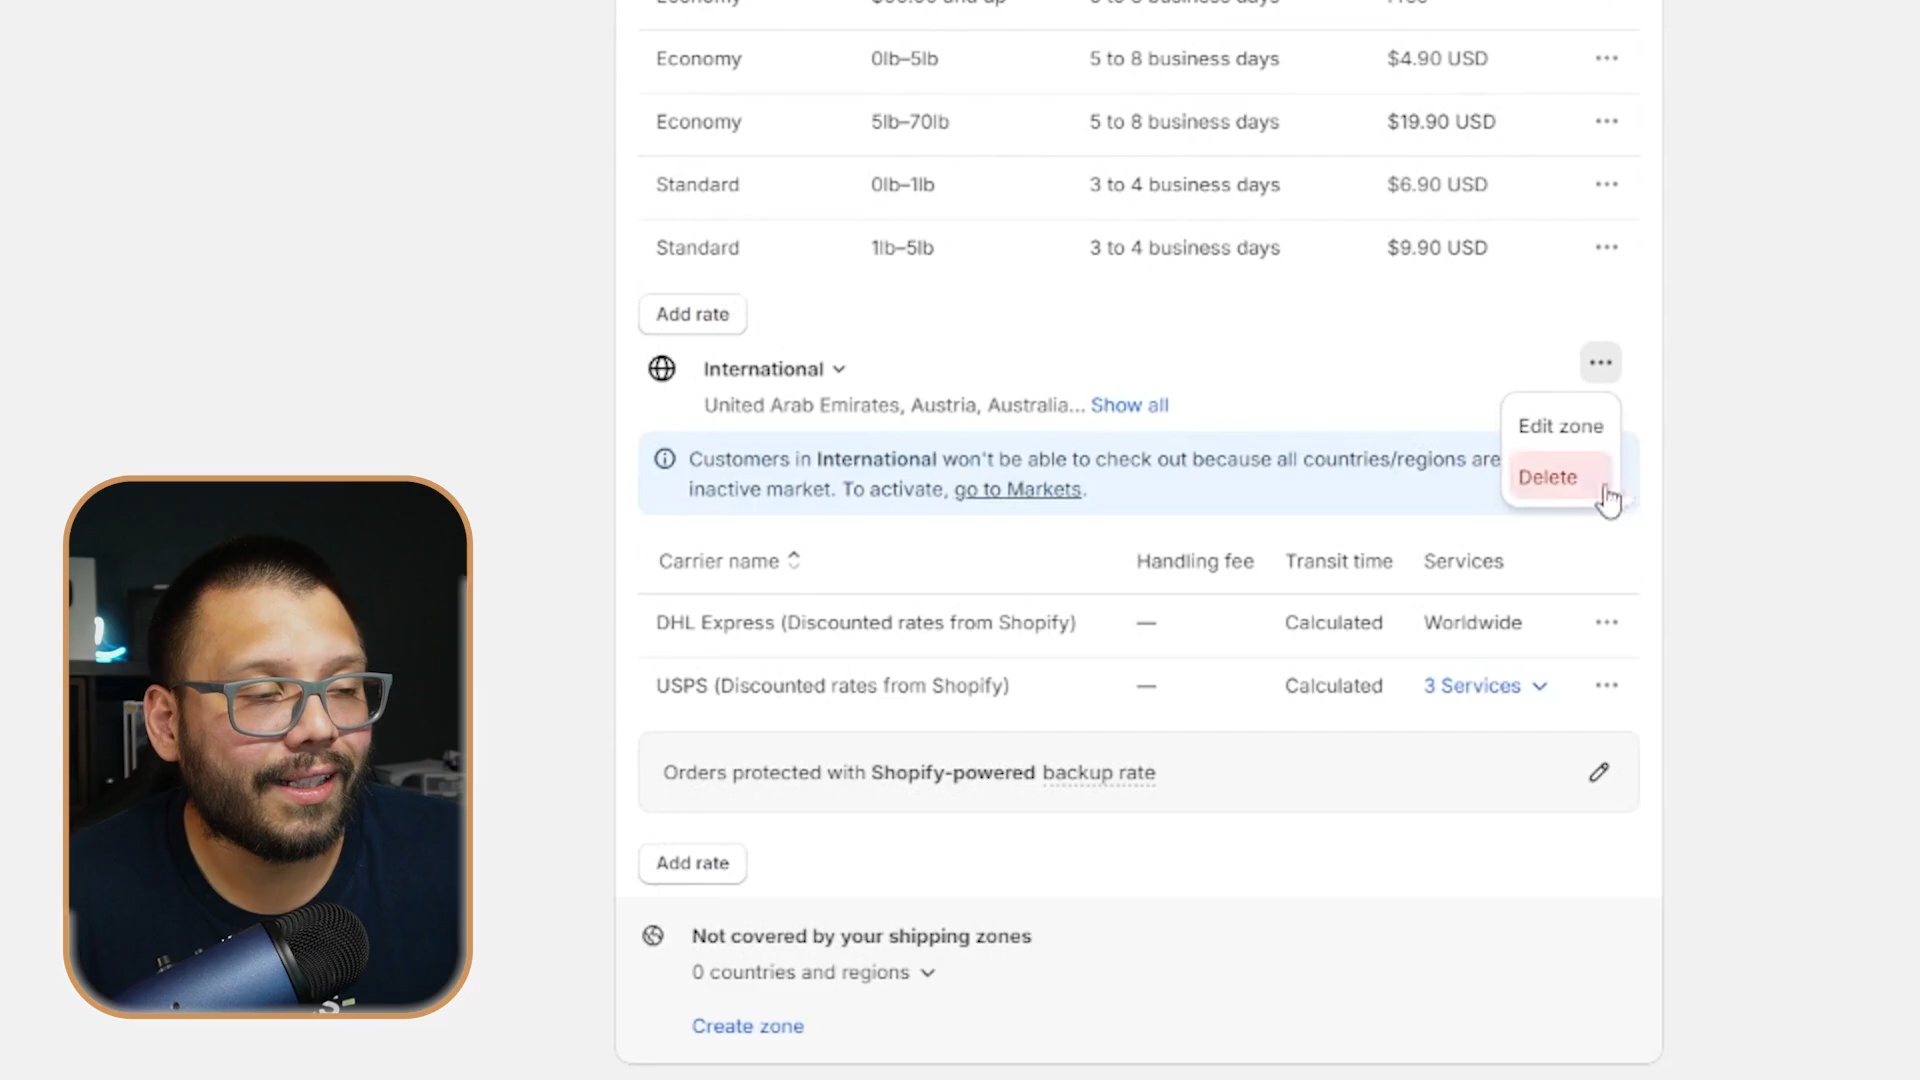 Economy 0lb–5lb 5 to 8 business days $4.90 USD
Economy 5lb–70lb 5 to 8 business days $19.90 USD
Standard 0lb–1lb 3 to 4 business days $6.90 USD
Standard 1lb–5lb 3 to 4 business days $9.90 USD
Add rate
International
United Arab Emirates, Austria, Australia... Show all
Edit zone
Delete
Customers in International won't be able to check out because all countries/regions are
inactive market. To activate, go to Markets.
Carrier name Handling fee Transit time Services
DHL Express (Discounted rates from Shopify) — Calculated Worldwide
USPS (Discounted rates from Shopify) — Calculated 3 Services
Orders protected with Shopify-powered backup rate
Add rate
Not covered by your shipping zones
0 countries and regions
Create zone